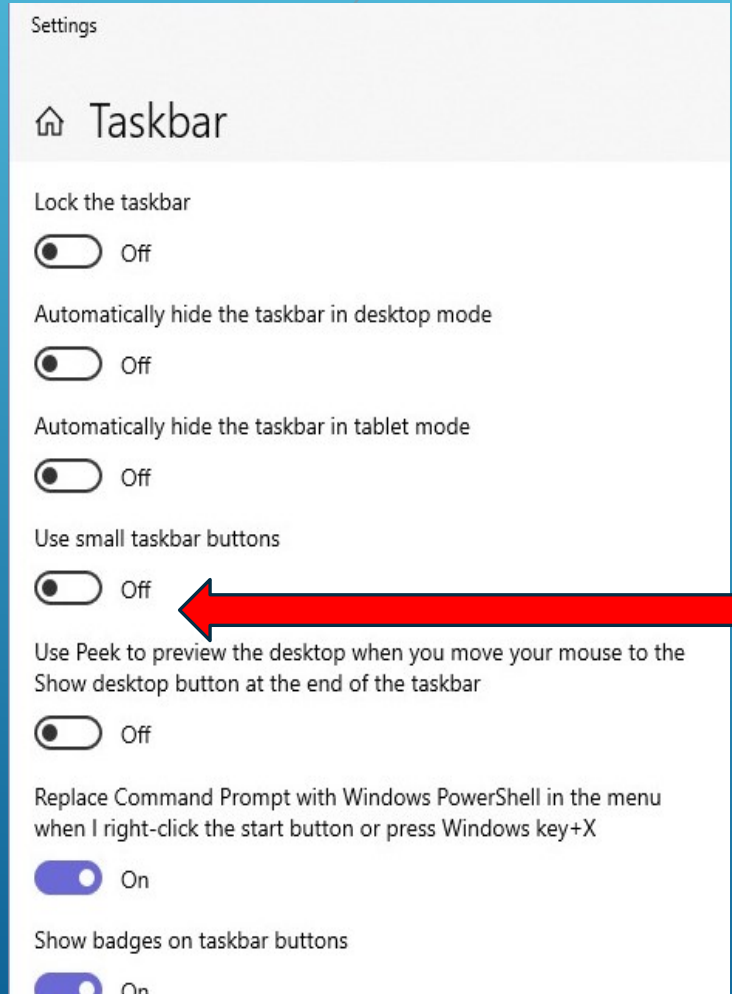 Settings
Taskbar
Lock the taskbar
Off
Automatically hide the taskbar in desktop mode
Off
Automatically hide the taskbar in tablet mode
Off
Use small taskbar buttons
Off
Use Peek to preview the desktop when you move your mouse to the
Show desktop button at the end of the taskbar
Off
Replace Command Prompt with Windows PowerShell in the menu
when I right-click the start button or press Windows key+X
On
Show badges on taskbar buttons
On